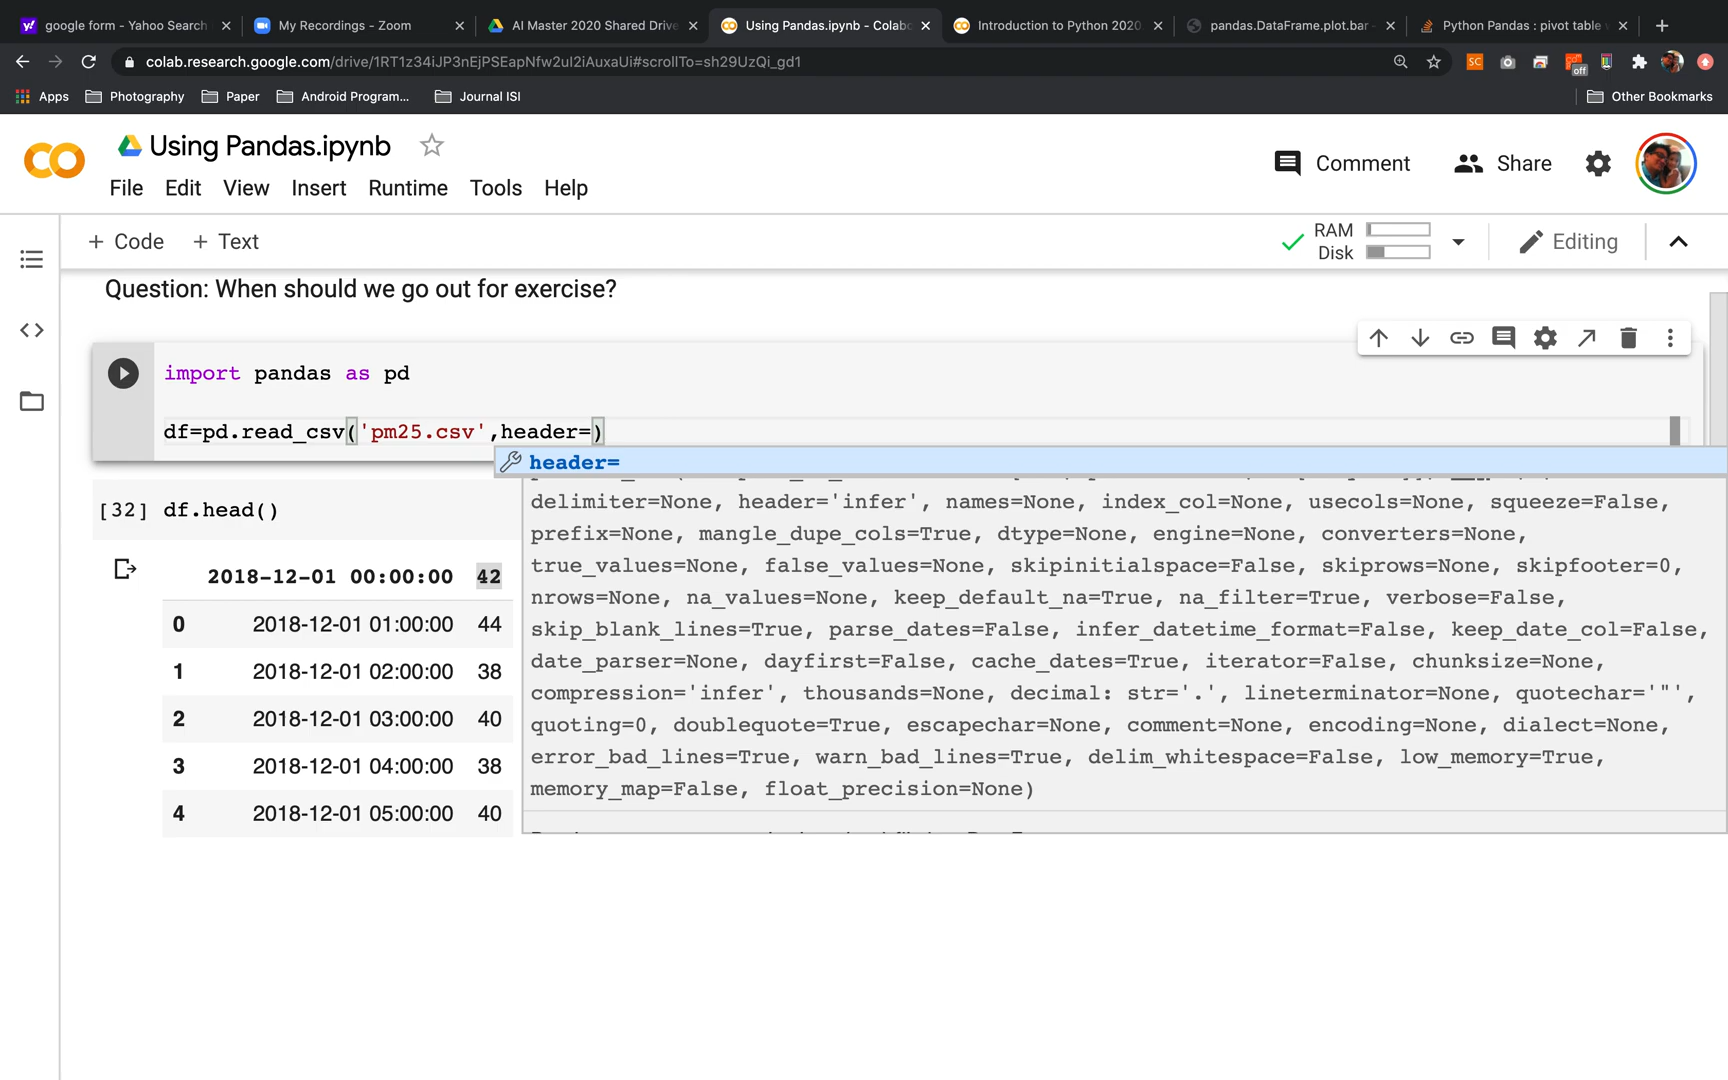 google form - Yahoo Search
My Recordings - Zoom
AI Master 2020 Shared Drive
Using Pandas.ipynb - Colab
Introduction to Python 2020
pandas.DataFrame.plot.bar
Python Pandas : pivot table
colab.research.google.com/drive/1RT1z34iJP3nEjPSEapNfw2uI2iAuxaUi#scrollTo=sh29UzQi_gd1
SC
off
Apps
Photography
Paper
Android Program...
Journal ISI
Other Bookmarks
Using Pandas.ipynb
Comment
Share
File Edit View Insert Runtime Tools Help
+ Code
+ Text
RAM
Disk
Editing
Question: When should we go out for exercise?
import pandas as pd
df=pd.read_csv('pm25.csv',header=)
header=
delimiter=None, header='infer', names=None, index_col=None, usecols=None, squeeze=False,
prefix=None, mangle_dupe_cols=True, dtype=None, engine=None, converters=None,
true_values=None, false_values=None, skipinitialspace=False, skiprows=None, skipfooter=0,
nrows=None, na_values=None, keep_default_na=True, na_filter=True, verbose=False,
skip_blank_lines=True, parse_dates=False, infer_datetime_format=False, keep_date_col=False,
date_parser=None, dayfirst=False, cache_dates=True, iterator=False, chunksize=None,
compression='infer', thousands=None, decimal: str='.', lineterminator=None, quotechar='"',
quoting=0, doublequote=True, escapechar=None, comment=None, encoding=None, dialect=None,
error_bad_lines=True, warn_bad_lines=True, delim_whitespace=False, low_memory=True,
memory_map=False, float_precision=None)
[32] df.head()
2018-12-01 00:00:00 42
0 2018-12-01 01:00:00 44
1 2018-12-01 02:00:00 38
2 2018-12-01 03:00:00 40
3 2018-12-01 04:00:00 38
4 2018-12-01 05:00:00 40